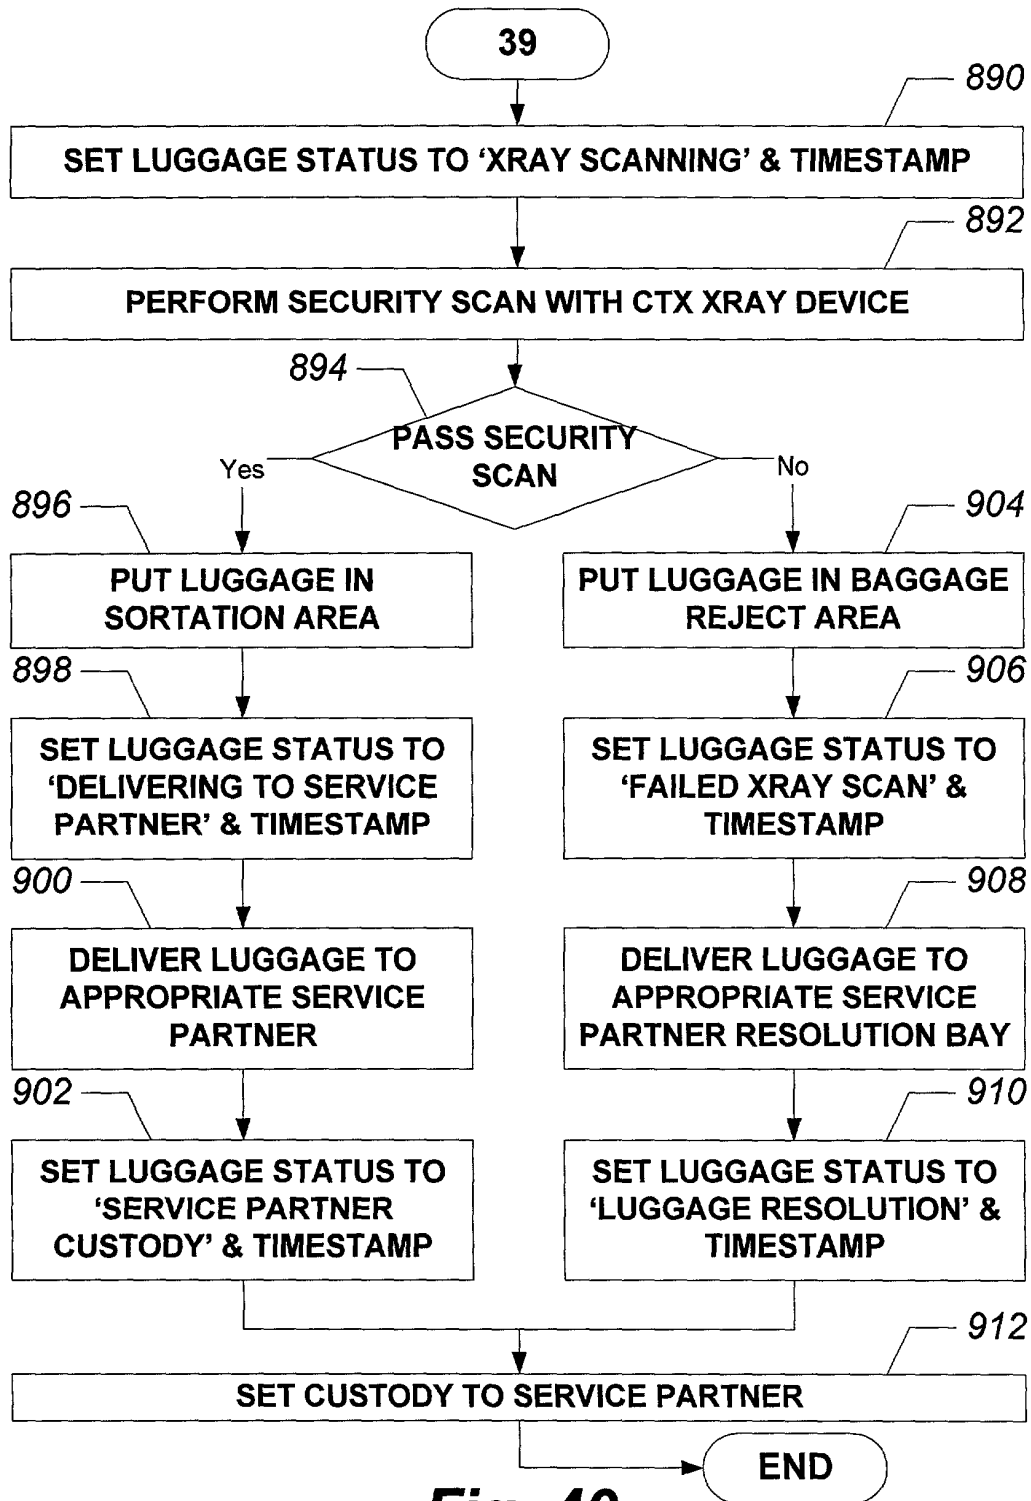 39
890
SET LUGGAGE STATUS TO ‘XRAY SCANNING’ & TIMESTAMP
892
PERFORM SECURITY SCAN WITH CTX XRAY DEVICE
894
PASS SECURITY
SCAN
Yes
No
896
PUT LUGGAGE IN
SORTATION AREA
898
SET LUGGAGE STATUS TO
‘DELIVERING TO SERVICE
PARTNER’ & TIMESTAMP
900
DELIVER LUGGAGE TO
APPROPRIATE SERVICE
PARTNER
902
SET LUGGAGE STATUS TO
‘SERVICE PARTNER
CUSTODY’ & TIMESTAMP
904
PUT LUGGAGE IN BAGGAGE
REJECT AREA
906
SET LUGGAGE STATUS TO
‘FAILED XRAY SCAN’ &
TIMESTAMP
908
DELIVER LUGGAGE TO
APPROPRIATE SERVICE
PARTNER RESOLUTION BAY
910
SET LUGGAGE STATUS TO
‘LUGGAGE RESOLUTION’ &
TIMESTAMP
912
SET CUSTODY TO SERVICE PARTNER
END